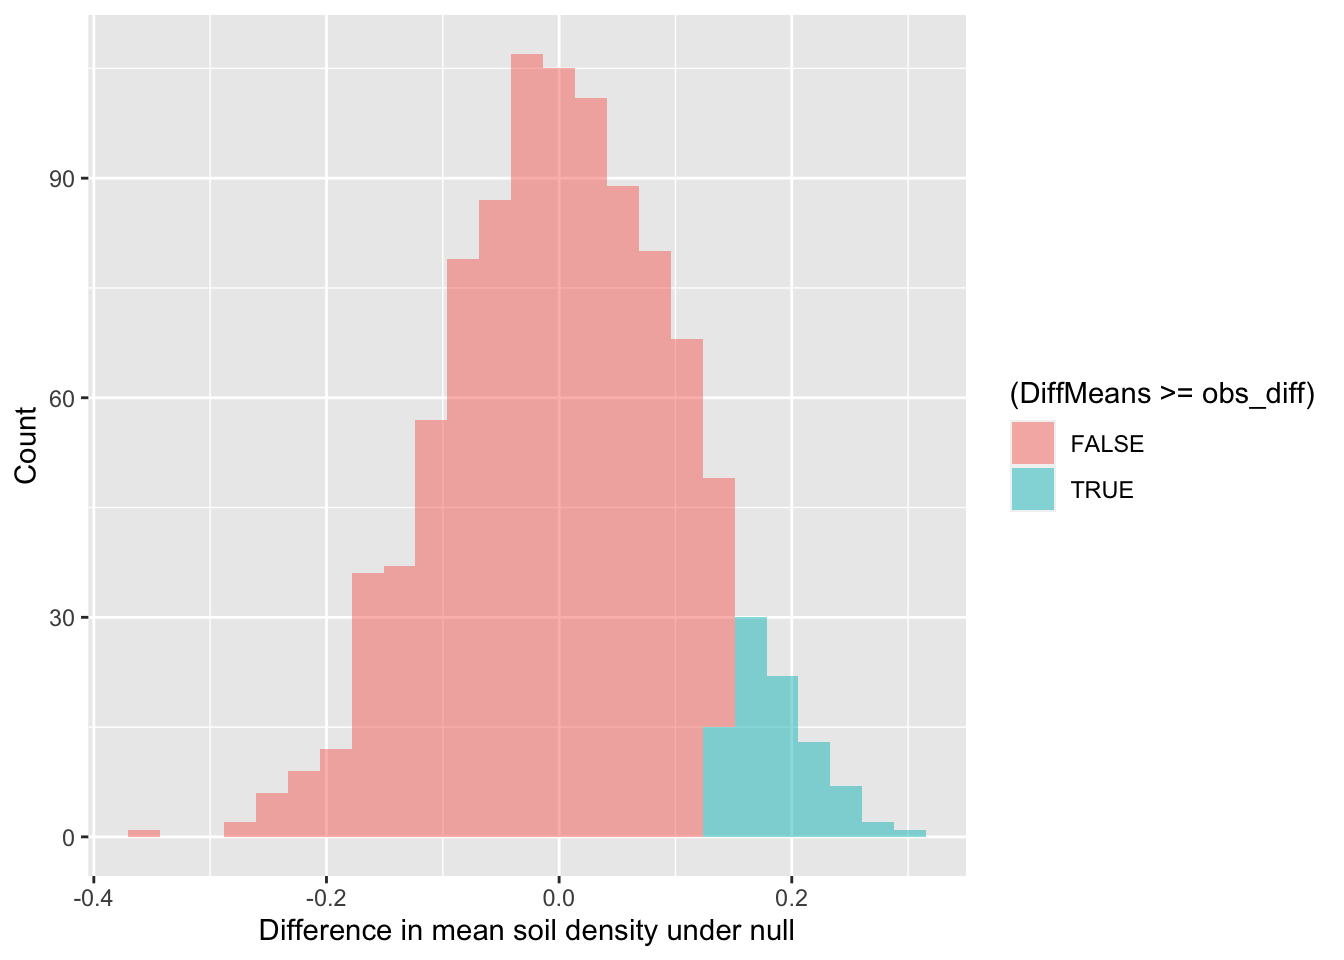 90
60
30
0
Count
-0.4
-0.2
0.0
0.2
Difference in mean soil density under null
(DiffMeans >= obs_diff)
FALSE
TRUE